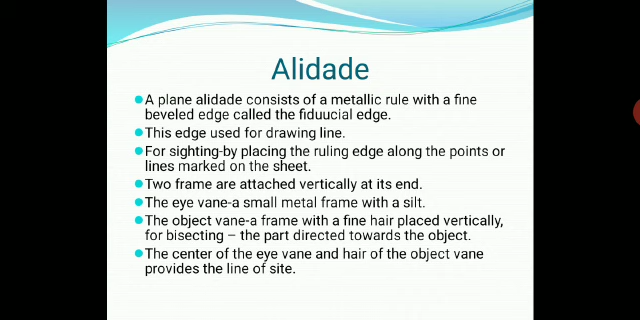 Alidade
A plane alidade consists of a metallic rule with a fine
beveled edge called the fiduucial edge.
This edge used for drawing line.
For sighting-by placing the ruling edge along the points or
lines marked on the sheet.
Two frame are attached vertically at its end.
The eye vane-a small metal frame with a silt.
The object vane-a frame with a fine hair placed vertically,
for bisecting – the part directed towards the object.
The center of the eye vane and hair of the object vane
provides the line of site.